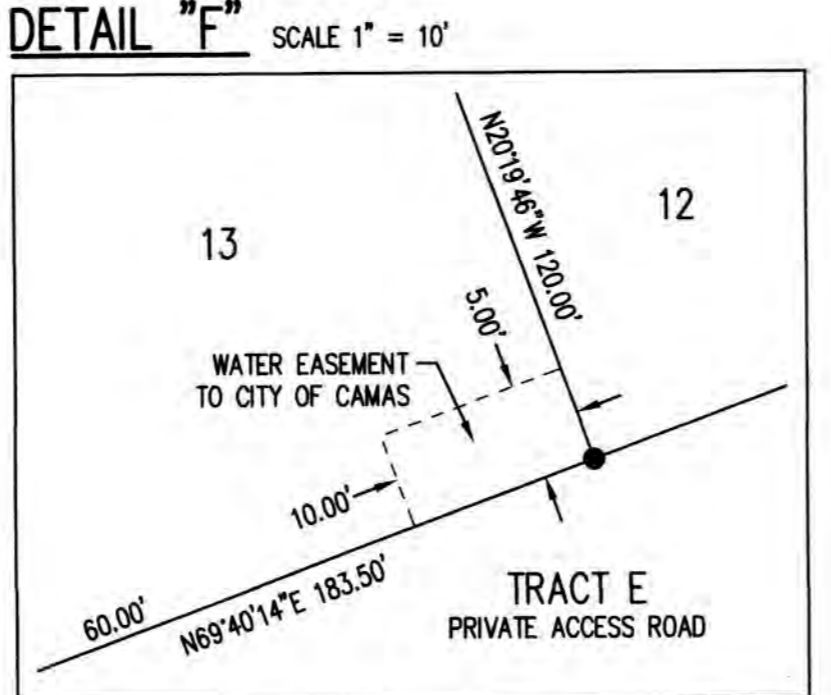 DETAIL "F" SCALE 1" = 10'
N20°19'46"W 120.00'
12
13
5.00'
WATER EASEMENT
TO CITY OF CAMAS
10.00'
60.00'
N69°40'14"E 183.50'
TRACT E
PRIVATE ACCESS ROAD